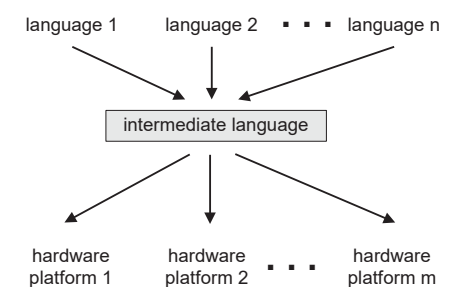 language 1 language 2 . . . language n
intermediate language
hardware hardware hardware
platform 1 platform 2 . . . platform m